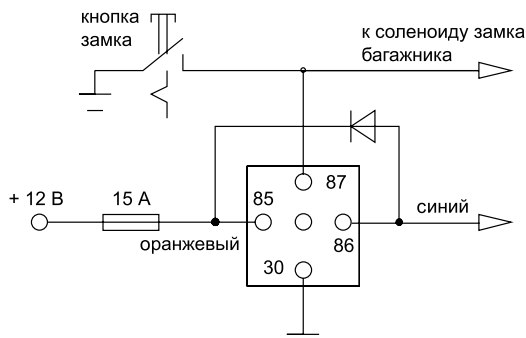 кнопка
замка
к соленоиду замка
багажника
87
+ 12 В
15 А
85
синий
оранжевый
86
30